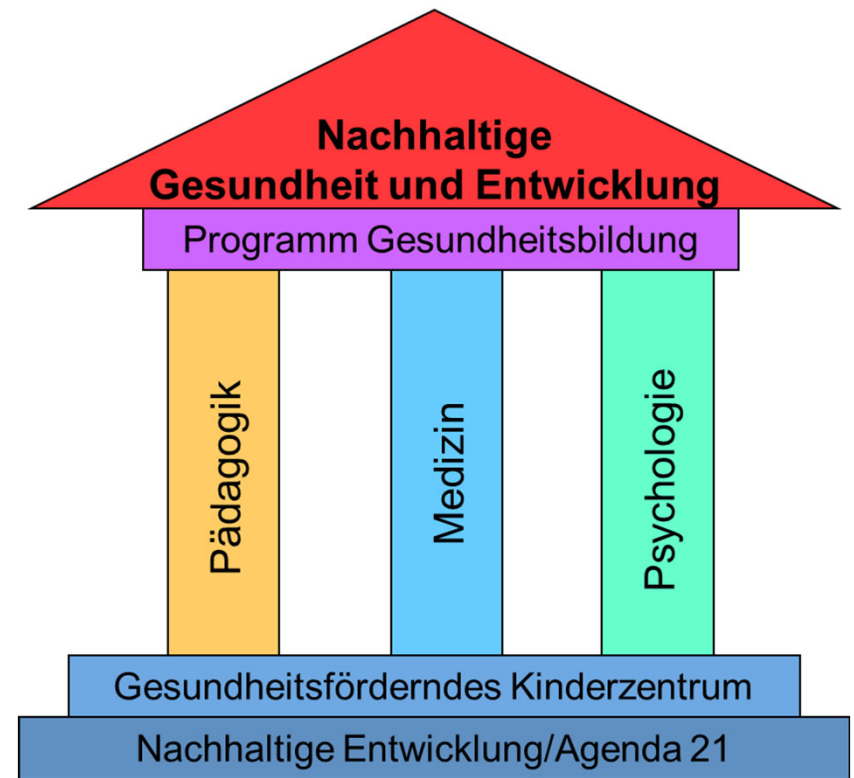 Nachhaltige
Gesundheit und Entwicklung
Programm Gesundheitsbildung
Pädagogik
Medizin
Psychologie
Gesundheitsförderndes Kinderzentrum
Nachhaltige Entwicklung/Agenda 21